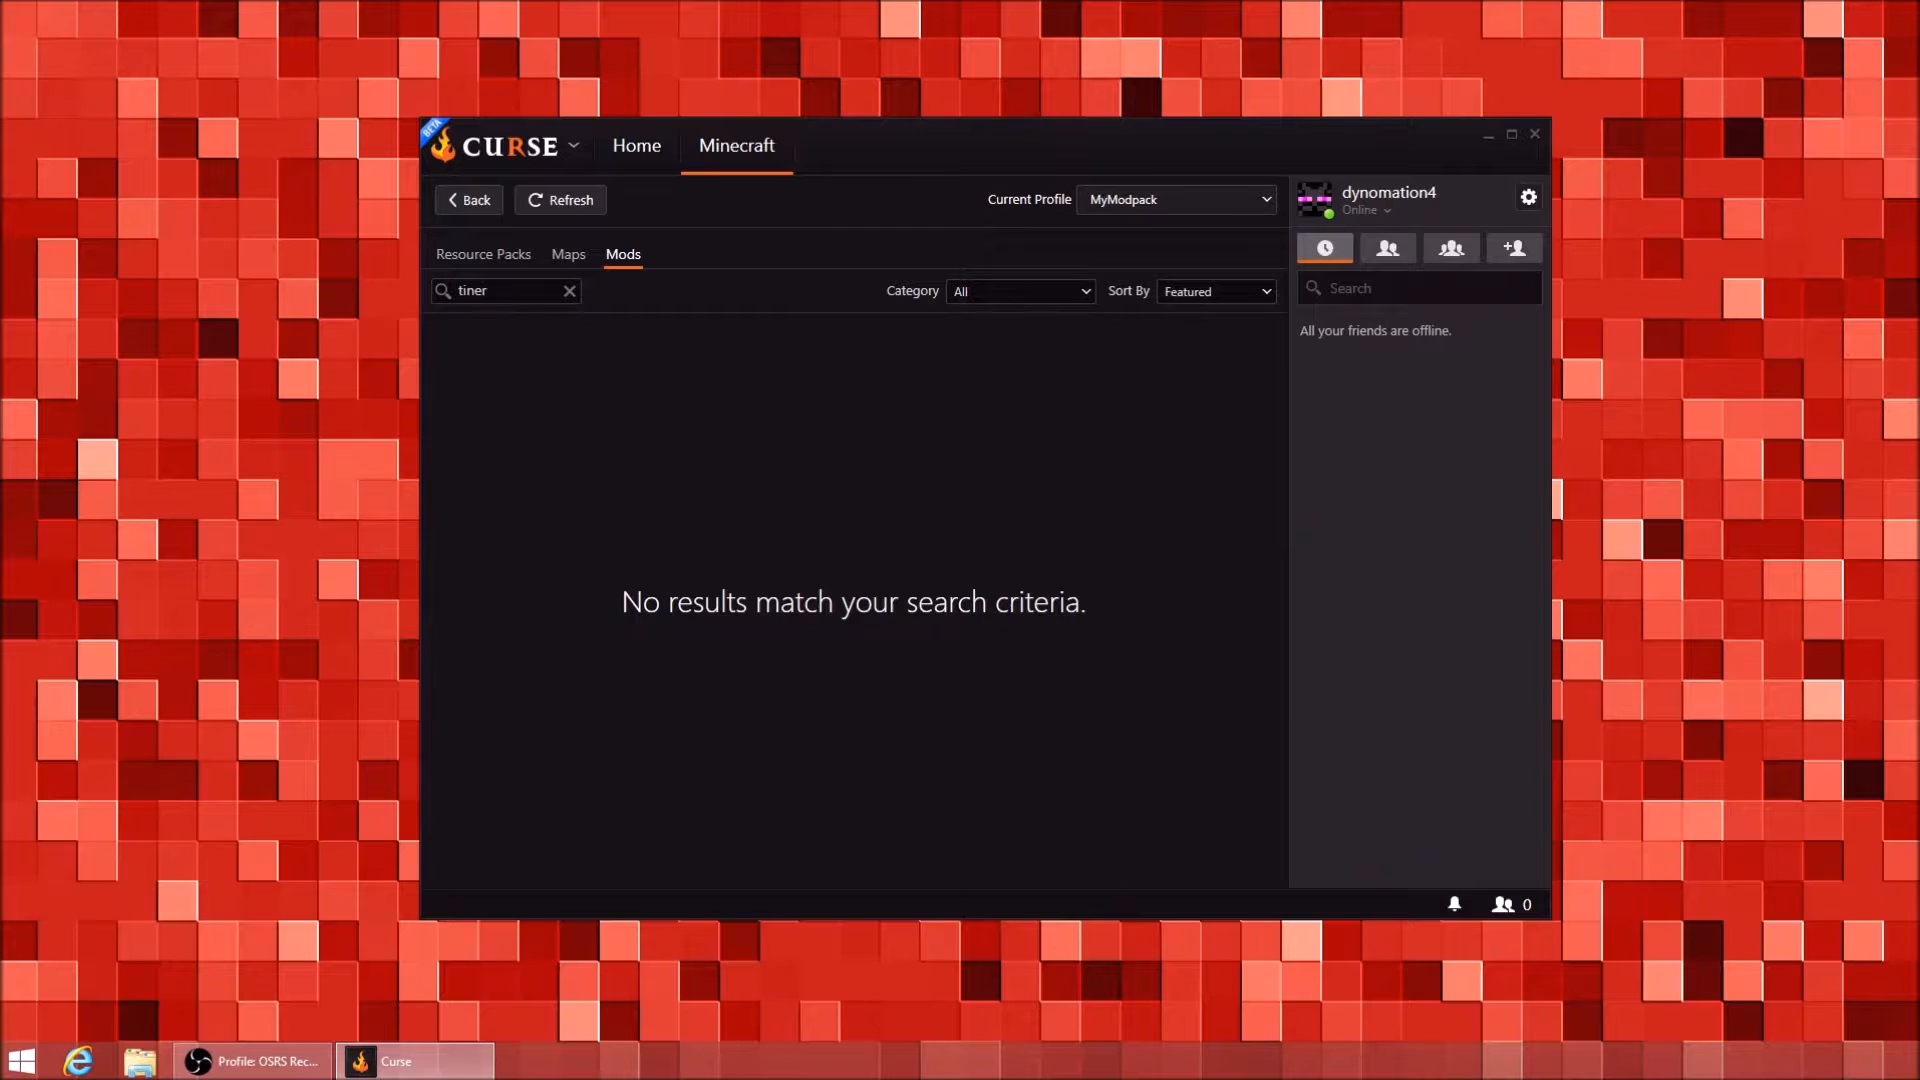 BETA
CURSE
Home
Minecraft
Back
Refresh
Current Profile
MyModpack
dynomation4
Online
Resource Packs
Maps
Mods
tiner
Category
All
Sort By
Featured
Search
All your friends are offline.
No results match your search criteria.
0
Profile: OSRS Rec...
Curse